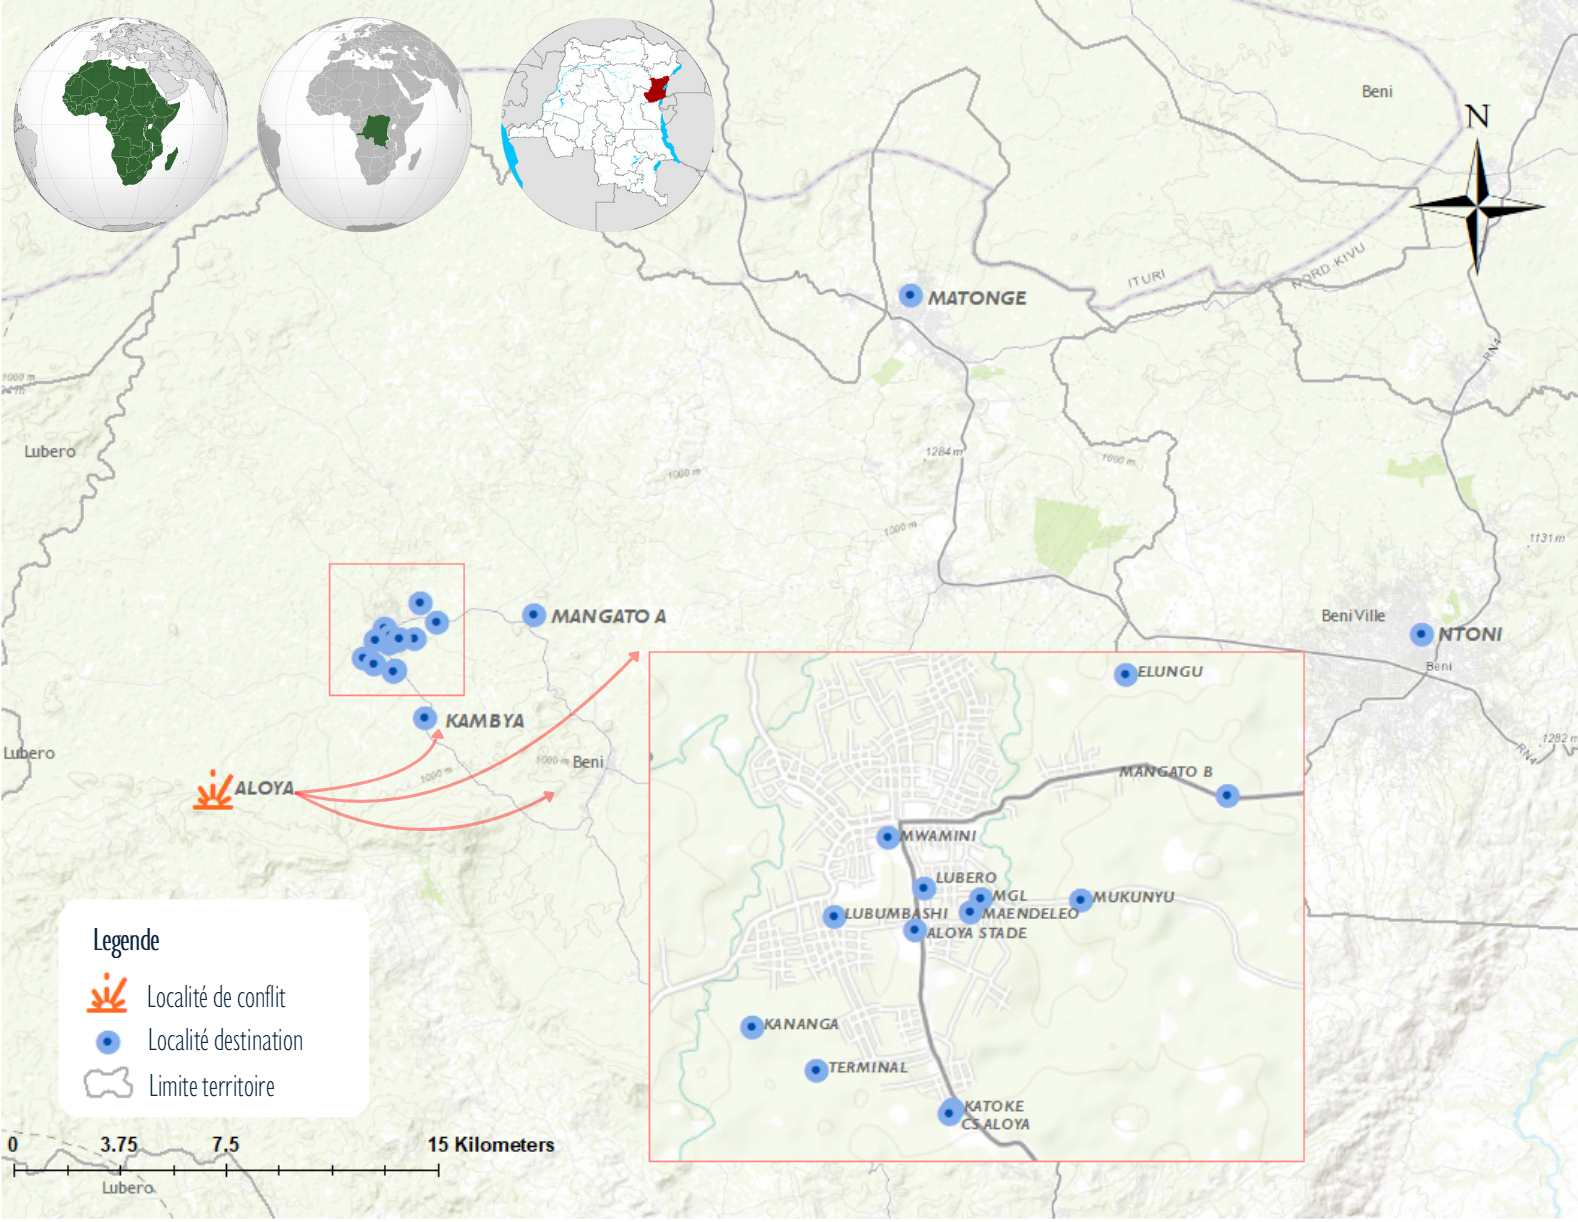 Beni
N
ITURI
NORD-KIVU
MATONGE
RN4
1000 m
Lubero
1284 m
1000 m
1000 m
1000 m
1131 m
MANGATO A
Beni Ville
NTONI
Beni
KAMBYA
Lubero
1000 m
1000 m
Beni
1282 m
RN4
ALOYA
ELUNGU
MANGATO B
MWAMINI
LUBERO
MGL
MUKUNYU
LUBUMBASHI
MAENDELEO
ALOYA STADE
KANANGA
TERMINAL
KATOKE
CS ALOYA
Legende
Localité de conflit
Localité destination
Limite territoire
0 3.75 7.5 15 Kilometers
Lubero